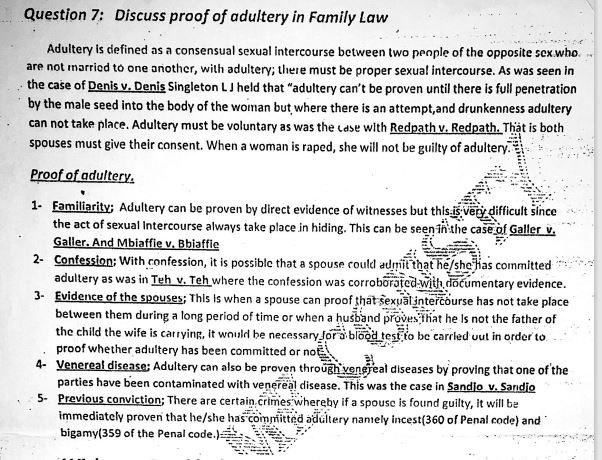 Question 7: Discuss proof of adultery in Family Law
Adultery is defined as a consensual sexual intercourse between two people of the opposite sex who
are not married to one another, with adultery; there must be proper sexual intercourse. As was seen in
the case of Denis v. Denis Singleton L J held that "adultery can't be proven until there is full penetration
by the male seed into the body of the woman but where there is an attempt,and drunkenness adultery
can not take place. Adultery must be voluntary as was the case with Redpath v. Redpath. That is both
spouses must give their consent. When a woman is raped, she will not be guilty of adultery.
Proof of adultery.
1- Familiarity; Adultery can be proven by direct evidence of witnesses but this is very difficult since
the act of sexual Intercourse always take place in hiding. This can be seen in the case of Galler v.
Galler. And Mbiaffie v. Bbiaffie
2- Confession; With confession, it is possible that a spouse could admit that he/she has committed
adultery as was in Teh v. Teh where the confession was corroborated with documentary evidence.
3- Evidence of the spouses; This is when a spouse can proof that sexual intercourse has not take place
between them during a long period of time or when a husband proves that he is not the father of
the child the wife is carrying, it would be necessary for a blood test to be carried out in order to
proof whether adultery has been committed or not
4- Venereal disease; Adultery can also be proven through venereal diseases by proving that one of the
parties have been contaminated with venereal disease. This was the case in Sandjo v. Sandjo
5- Previous conviction; There are certain crimes whereby if a spouse is found guilty, it will be
immediately proven that he/she has committed adultery namely incest(360 of Penal code) and
bigamy(359 of the Penal code.)